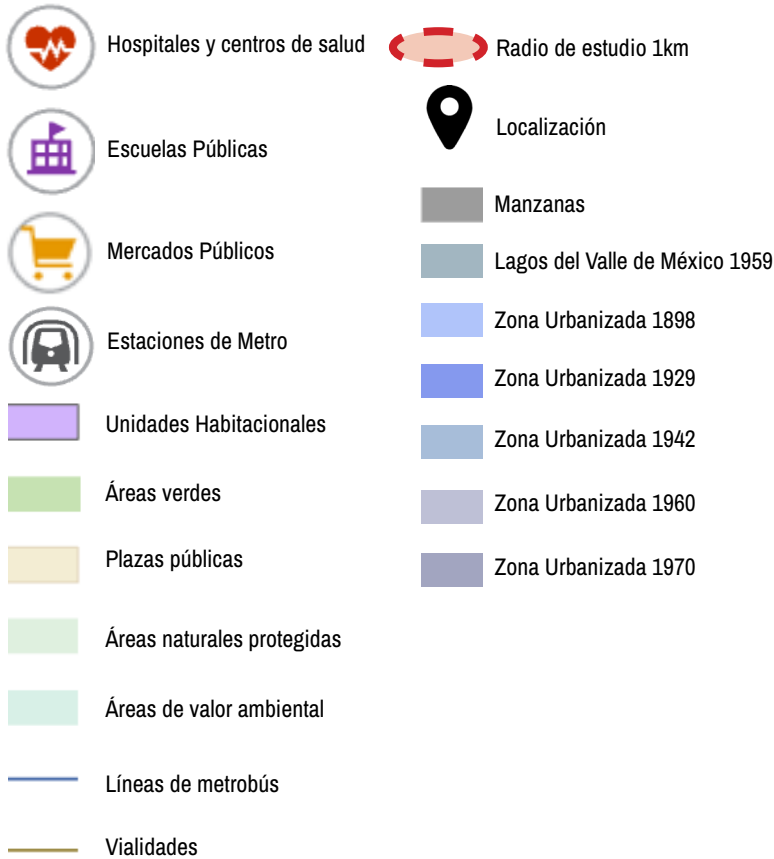 Hospitales y centros de salud
Escuelas Públicas
Mercados Públicos
Estaciones de Metro
Unidades Habitacionales
Áreas verdes
Plazas públicas
Áreas naturales protegidas
Áreas de valor ambiental
Líneas de metrobús
Vialidades
Radio de estudio 1km
Localización
Manzanas
Lagos del Valle de México 1959
Zona Urbanizada 1898
Zona Urbanizada 1929
Zona Urbanizada 1942
Zona Urbanizada 1960
Zona Urbanizada 1970